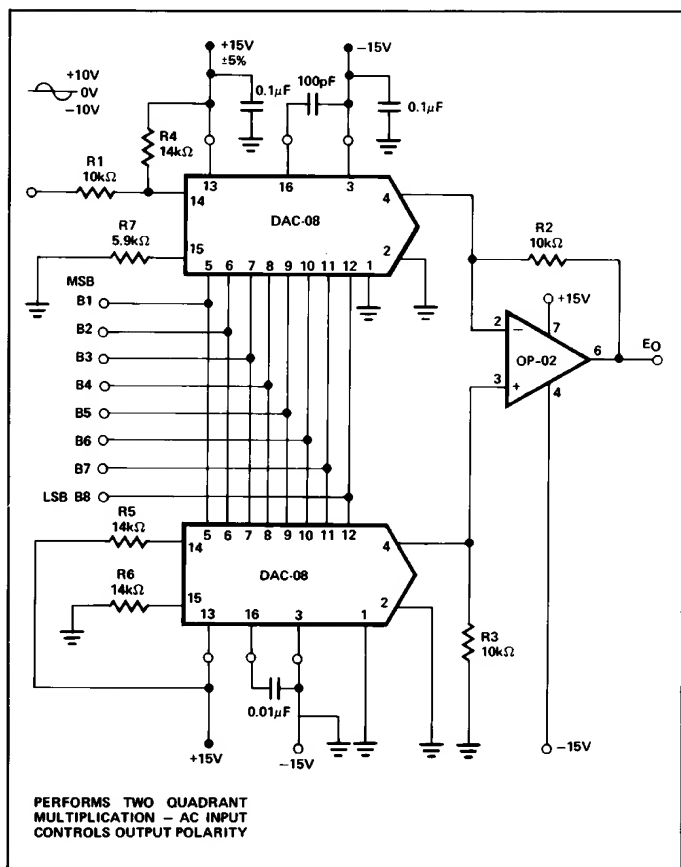 +10V
0V
-10V
+15V
±5%
-15V
0.1μF
100pF
0.1μF
R4
14kΩ
R1
10kΩ
13
16
3
14
4
DAC-08
R2
10kΩ
R7
5.9kΩ
15
2
5 6 7 8 9 10 11 12 1
MSB
B1
B2
B3
B4
B5
B6
B7
LSB B8
+15V
2
-
7
OP-02
6
EO
3
+
4
R5
14kΩ
5 6 7 8 9 10 11 12
14
4
DAC-08
R6
14kΩ
15
2
13
16
3
1
R3
10kΩ
0.01μF
+15V
-15V
-15V
PERFORMS TWO QUADRANT
MULTIPLICATION – AC INPUT
CONTROLS OUTPUT POLARITY